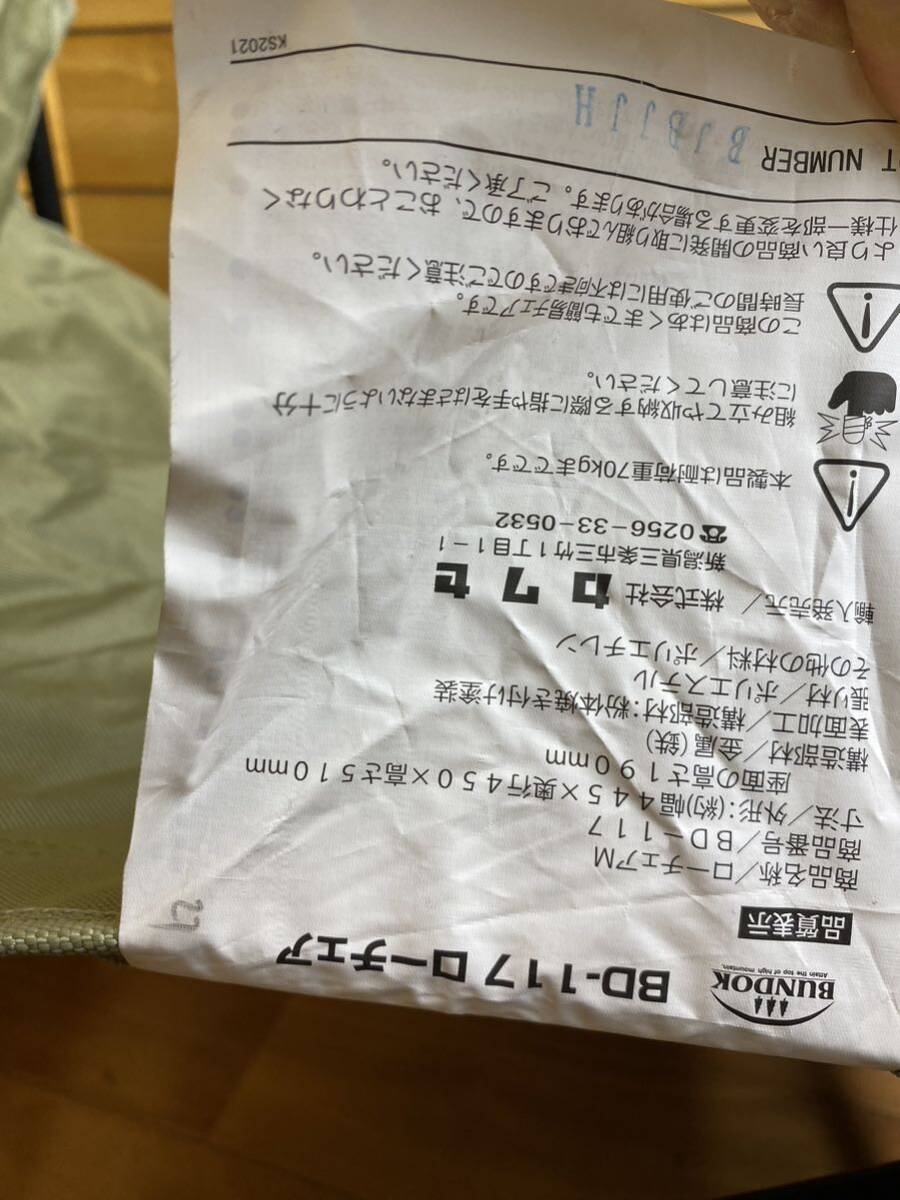 BUNDOK
Attain the top of high mountain.
BD-117 ローチェア
品質表示
商品名称／ローチェアM
商品番号／BD－117
寸法／外形:(約)幅445×奥行450×高さ510mm
座面の高さ190mm
構造部材／金属(鉄)
表面加工／構造部材:粉体焼き付け塗装
張り材／ポリエステル
その他の材料／ポリエチレン
輸入発売元／ 株式会社 カワセ
新潟県三条市三竹1丁目1－1
☎0256-33-0532
本製品は耐荷重70kgまでです。
組み立てや収納する際に指や手をはさまないように十分
に注意してください。
この商品はあくまでも簡易チェアです。
長時間のご使用には不向きですのでご注意ください。
より良い商品の開発に取り組んでおりますので、おことわりなく
仕様一部を変更する場合があります。ご了承ください。
OT NUMBER
KS2021